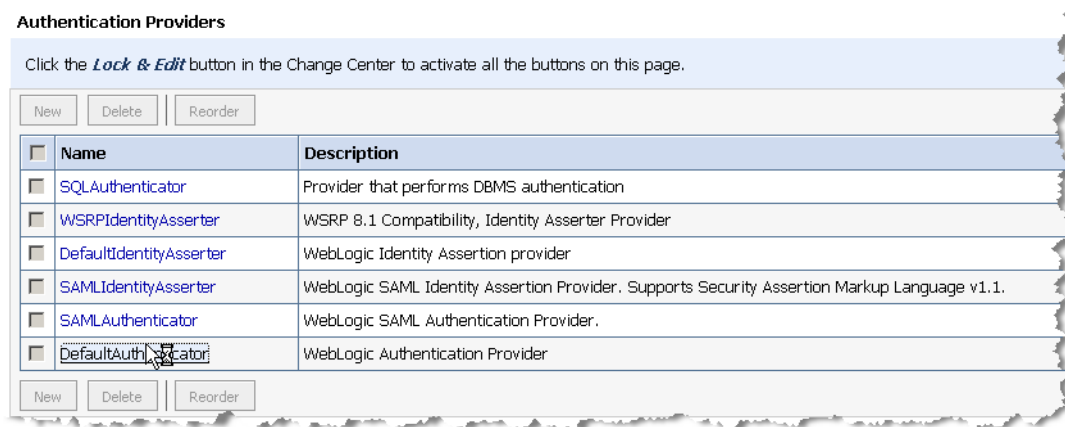 Authentication Providers
Click the Lock & Edit button in the Change Center to activate all the buttons on this page.
New Delete Reorder
Name Description
SQLAuthenticator Provider that performs DBMS authentication
WSRPIdentityAsserter WSRP 8.1 Compatibility, Identity Asserter Provider
DefaultIdentityAsserter WebLogic Identity Assertion provider
SAMLIdentityAsserter WebLogic SAML Identity Assertion Provider. Supports Security Assertion Markup Language v1.1.
SAMLAuthenticator WebLogic SAML Authentication Provider.
DefaultAuthenticator WebLogic Authentication Provider
New Delete Reorder